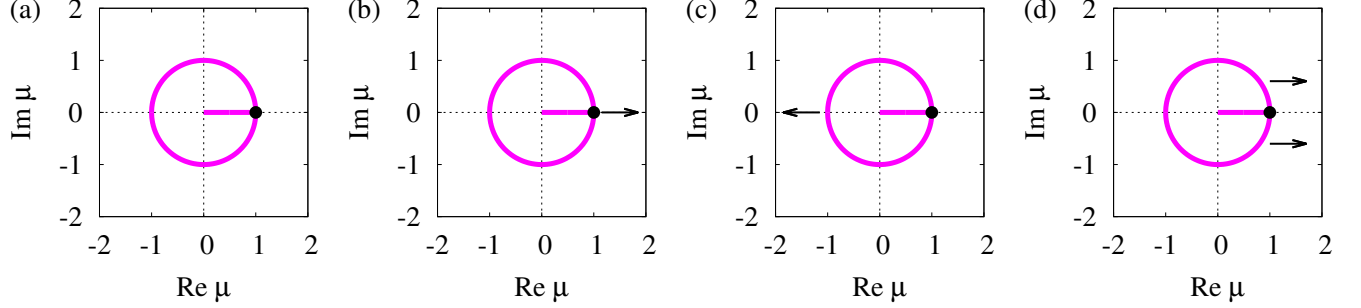 (a) (b) (c) (d)
2 2 2 2
1 1 1 1
0 0 0 0
-1 -1 -1 -1
-2 -2 -2 -2
-2 -1 0 1 2 -2 -1 0 1 2 -2 -1 0 1 2 -2 -1 0 1 2
Im μ Im μ Im μ Im μ
Re μ Re μ Re μ Re μ